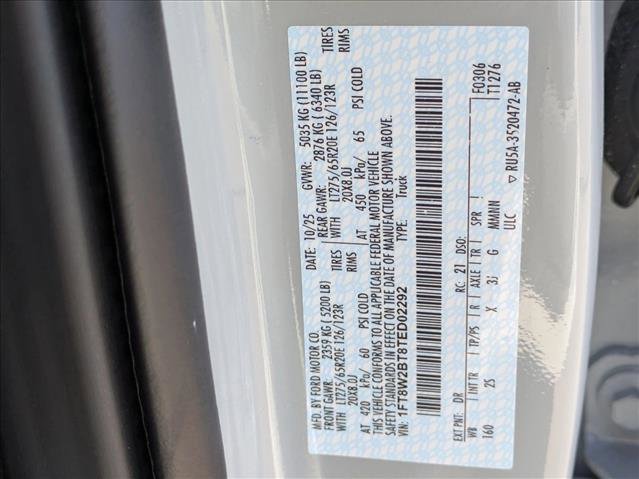 MFD. BY FORD MOTOR CO.
DATE: 10/25 GVWR: 5035 KG (11100 LB)
FRONT GAWR: 2359 KG ( 5200 LB) REAR GAWR: 2876 KG ( 6340 LB)
WITH LT275/65R20E 126/123R TIRES WITH LT275/65R20E 126/123R TIRES
20X8.0J RIMS 20X8.0J RIMS
AT 420 kPa/ 60 PSI COLD AT 450 kPa/ 65 PSI COLD
THIS VEHICLE CONFORMS TO ALL APPLICABLE FEDERAL MOTOR VEHICLE
SAFETY STANDARDS IN EFFECT ON THE DATE OF MANUFACTURE SHOWN ABOVE.
VIN: 1FT8W2BT8TED02292 TYPE: Truck
F0306
T1276
EXT PNT: DR RC: 21 DSO:
WB INT TR TP/PS R AXLE TR SPR
160 2S X 3J G MMINN
ULC
RU5A-3520472-AB